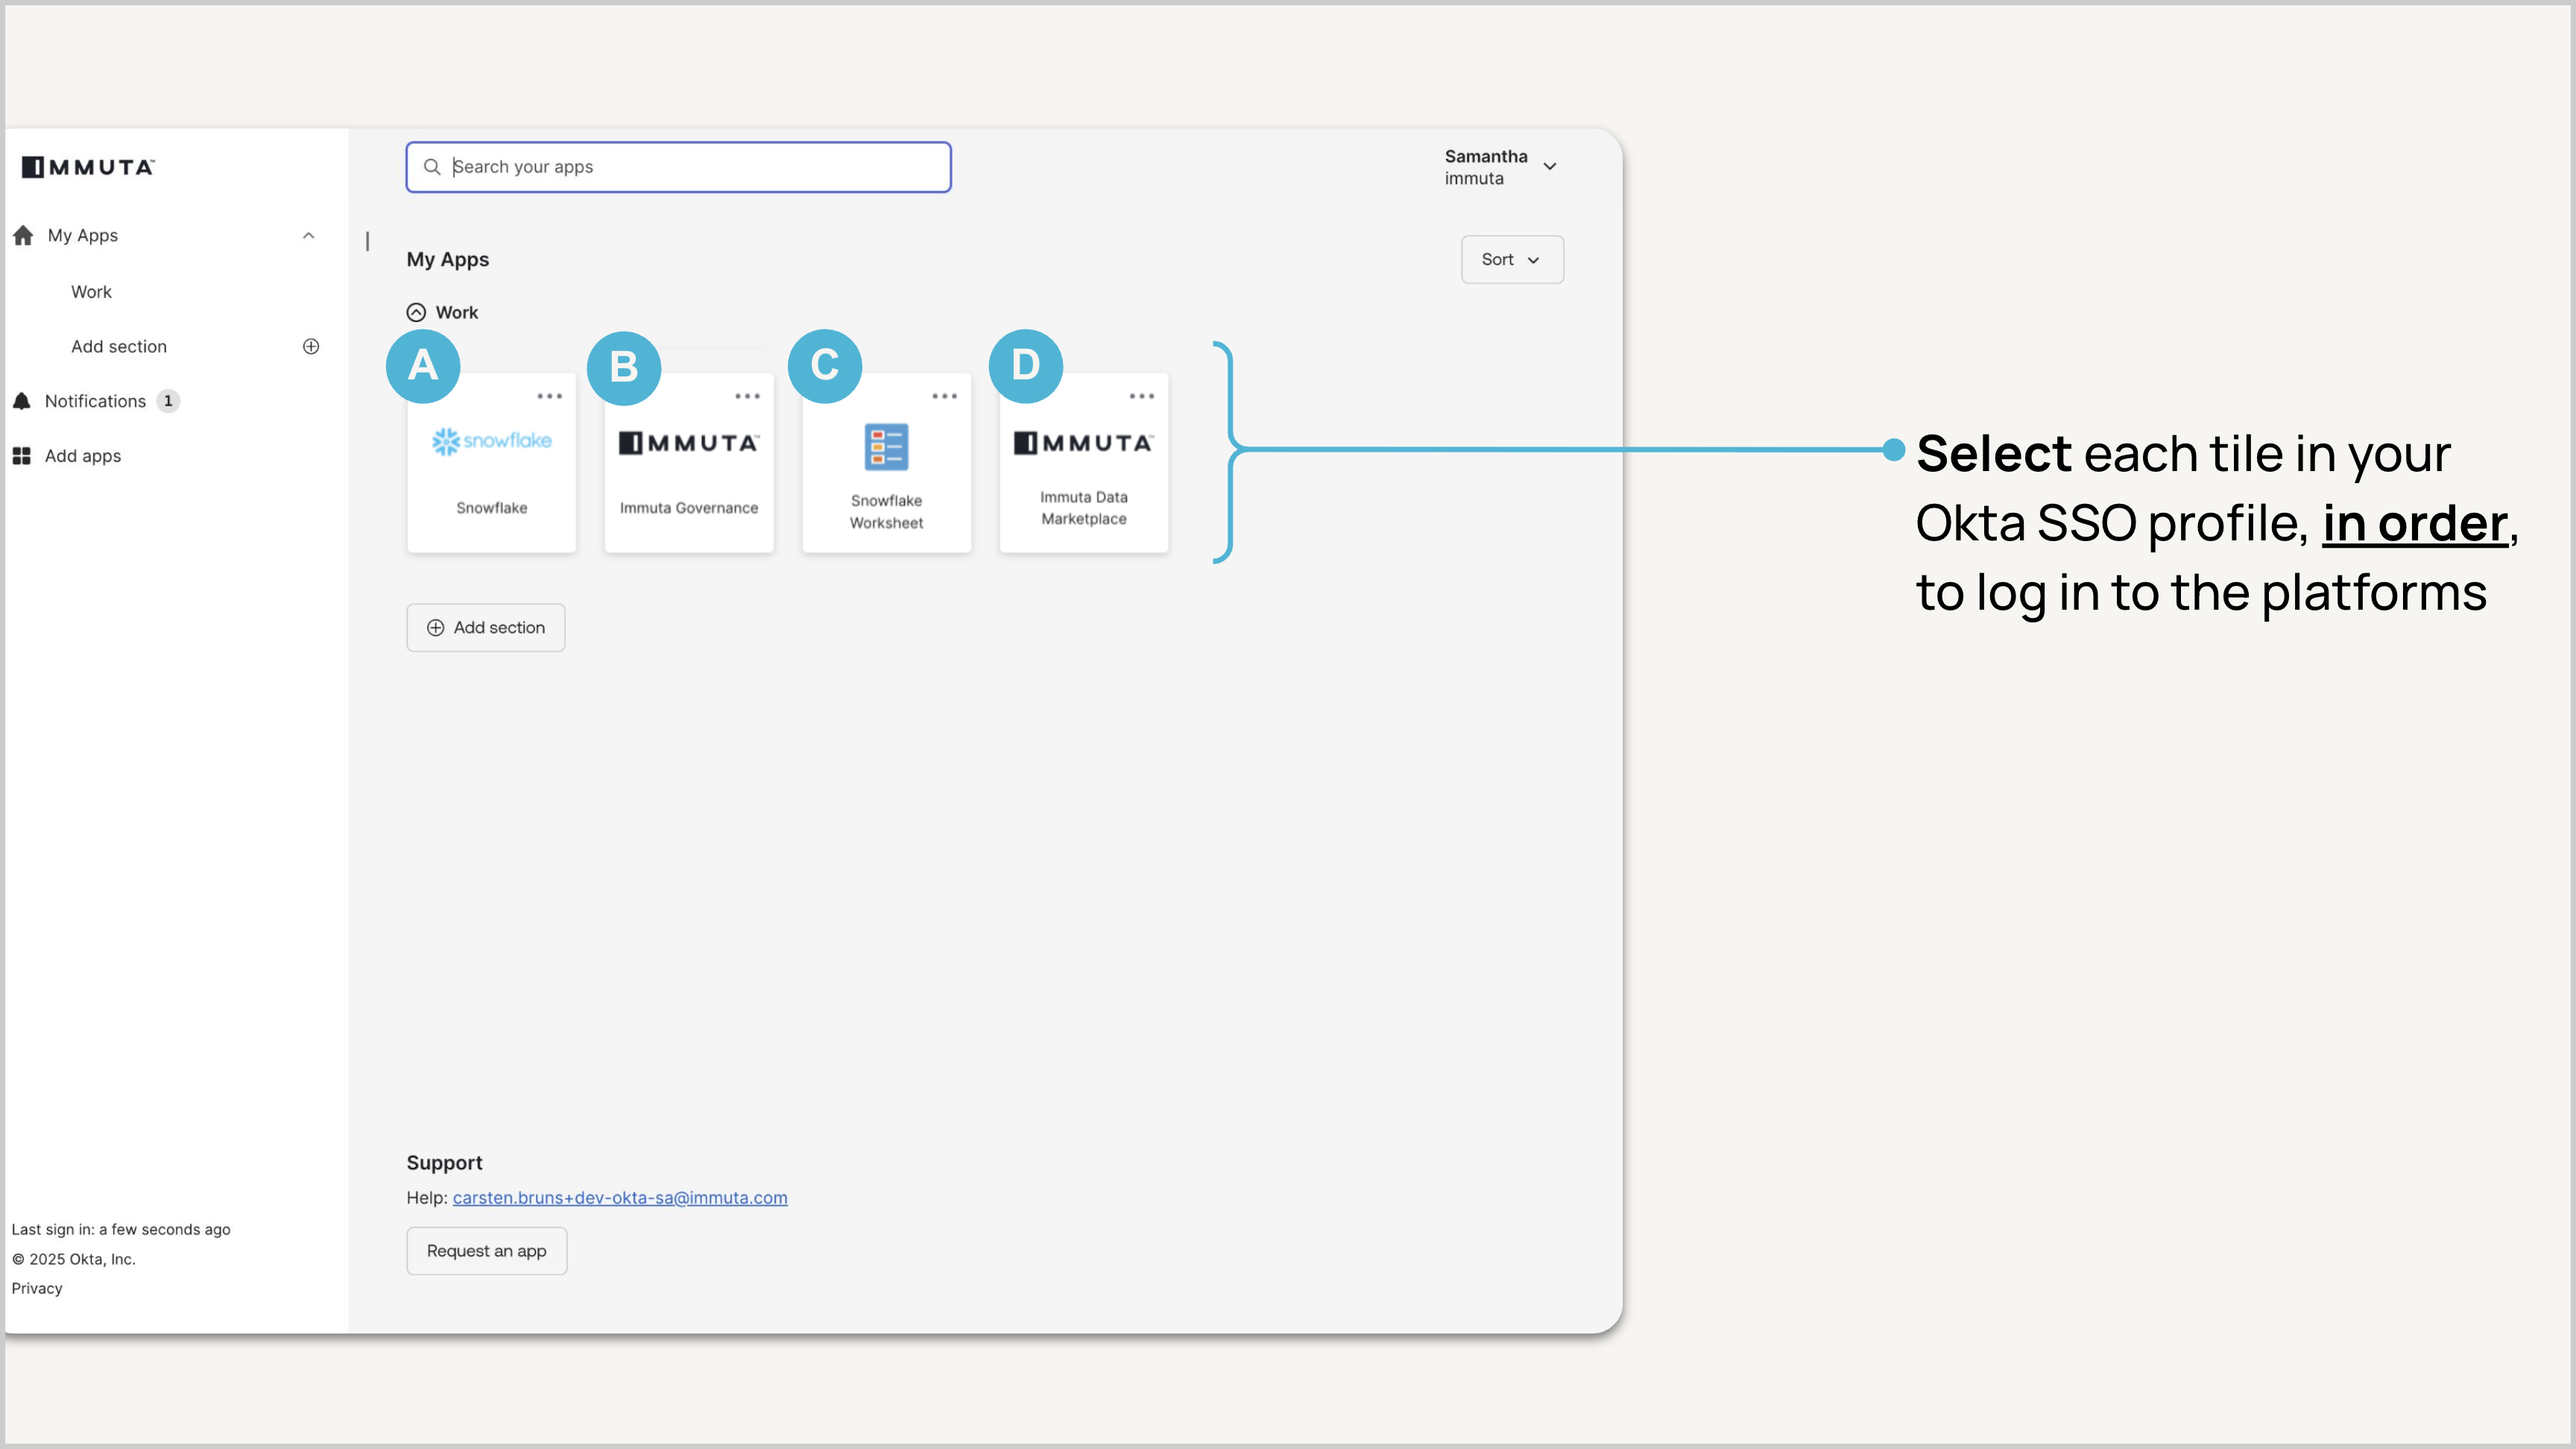 IMMUTA™
My Apps
Work
Add section
Notifications 1
Add apps
Last sign in: a few seconds ago
© 2025 Okta, Inc.
Privacy
Search your apps
Samantha
immuta
My Apps
Sort
Work
A
B
C
D
snowflake
Snowflake
IMMUTA™
Immuta Governance
Snowflake
Worksheet
IMMUTA™
Immuta Data
Marketplace
Add section
Support
Help: carsten.bruns+dev-okta-sa@immuta.com
Request an app
Select each tile in your
Okta SSO profile, in order,
to log in to the platforms